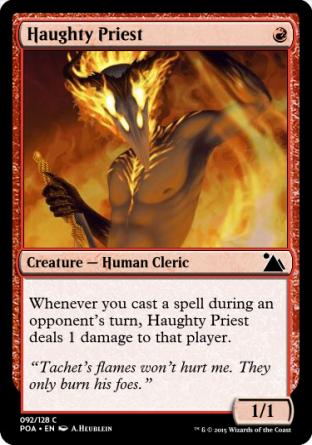 Haughty Priest
Creature — Human Cleric
Whenever you cast a spell during an
opponent's turn, Haughty Priest
deals 1 damage to that player.
“Tachet's flames won't hurt me. They
only burn his foes.”
1/1
092/128 C
POA • EN A.Heublein
™ & © 2015 Wizards of the Coast